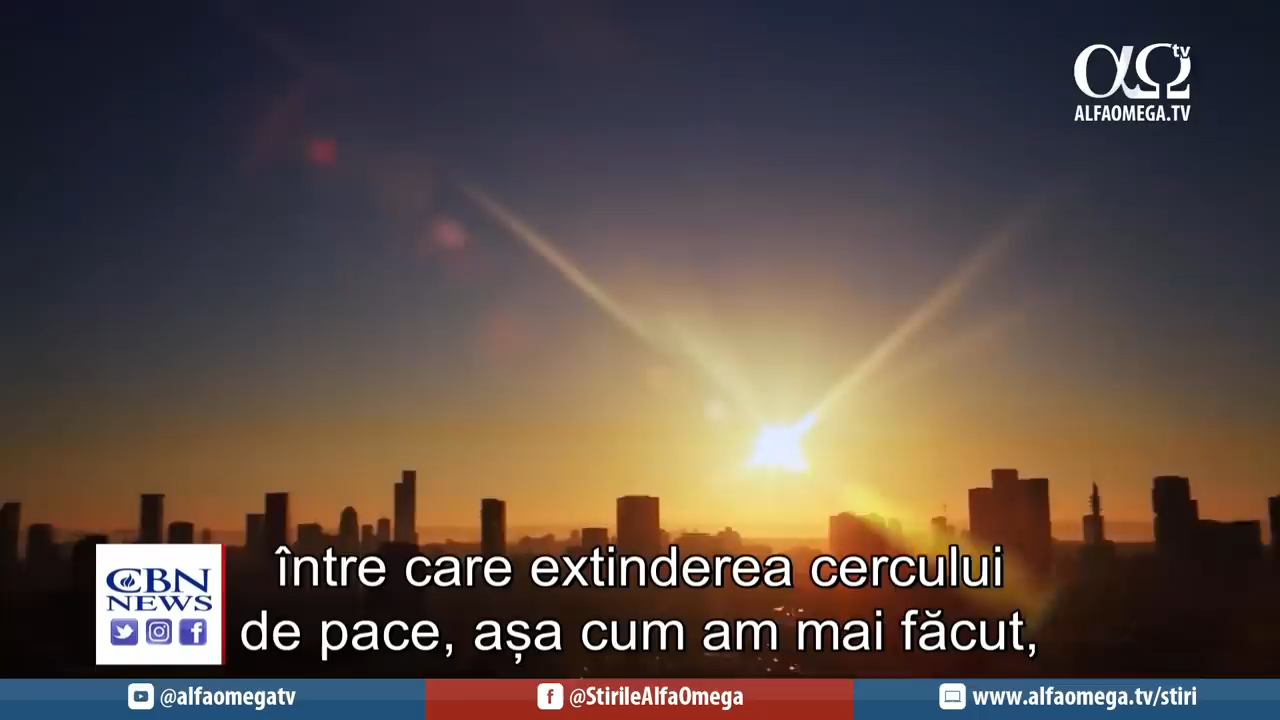 αΩ tv
ALFAOMEGA.TV
între care extinderea cercului
de pace, așa cum am mai făcut,
CBN
NEWS
@alfaomegatv
@StirileAlfaOmega
www.alfaomega.tv/stiri